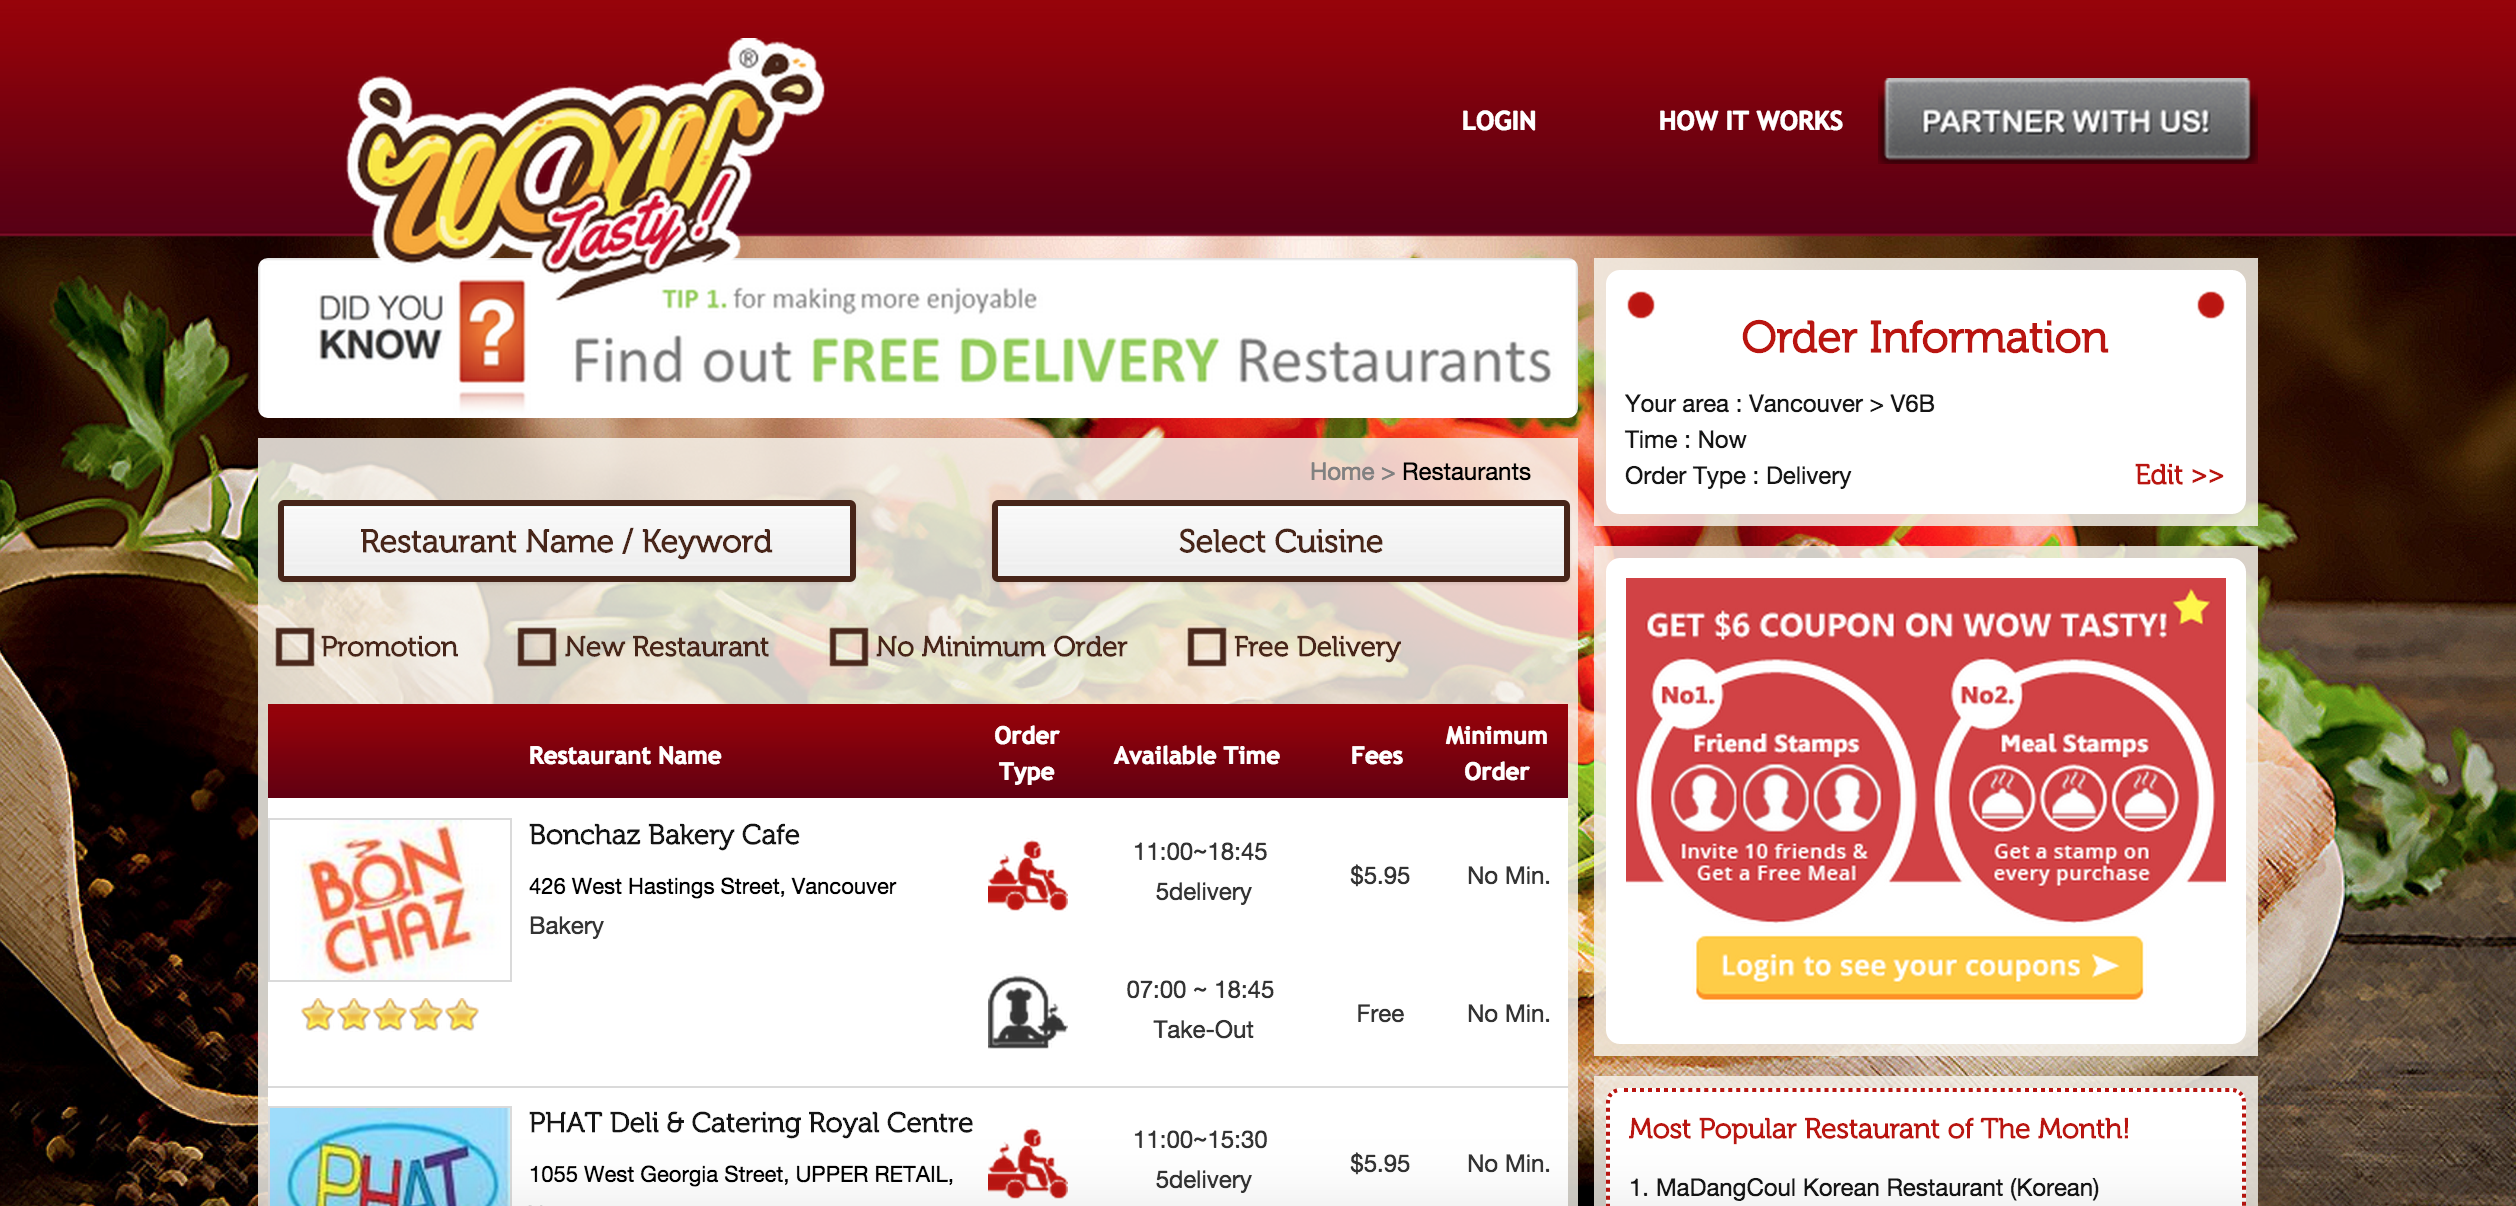 WOW
®
Tasty!
LOGIN
HOW IT WORKS
PARTNER WITH US!
DID YOU
KNOW
?
TIP 1. for making more enjoyable
Find out FREE DELIVERY Restaurants
Home > Restaurants
Restaurant Name / Keyword
Select Cuisine
Promotion
New Restaurant
No Minimum Order
Free Delivery
Restaurant Name
Order
Type
Available Time
Fees
Minimum
Order
BON
CHAZ
Bonchaz Bakery Cafe
426 West Hastings Street, Vancouver
Bakery
11:00~18:45
5delivery
$5.95
No Min.
07:00 ~ 18:45
Take-Out
Free
No Min.
PHAT
PHAT Deli & Catering Royal Centre
1055 West Georgia Street, UPPER RETAIL,
11:00~15:30
5delivery
$5.95
No Min.
Order Information
Your area : Vancouver > V6B
Time : Now
Order Type : Delivery
Edit >>
GET $6 COUPON ON WOW TASTY!
No1.
Friend Stamps
Invite 10 friends &
Get a Free Meal
No2.
Meal Stamps
Get a stamp on
every purchase
Login to see your coupons
Most Popular Restaurant of The Month!
1. MaDangCoul Korean Restaurant (Korean)